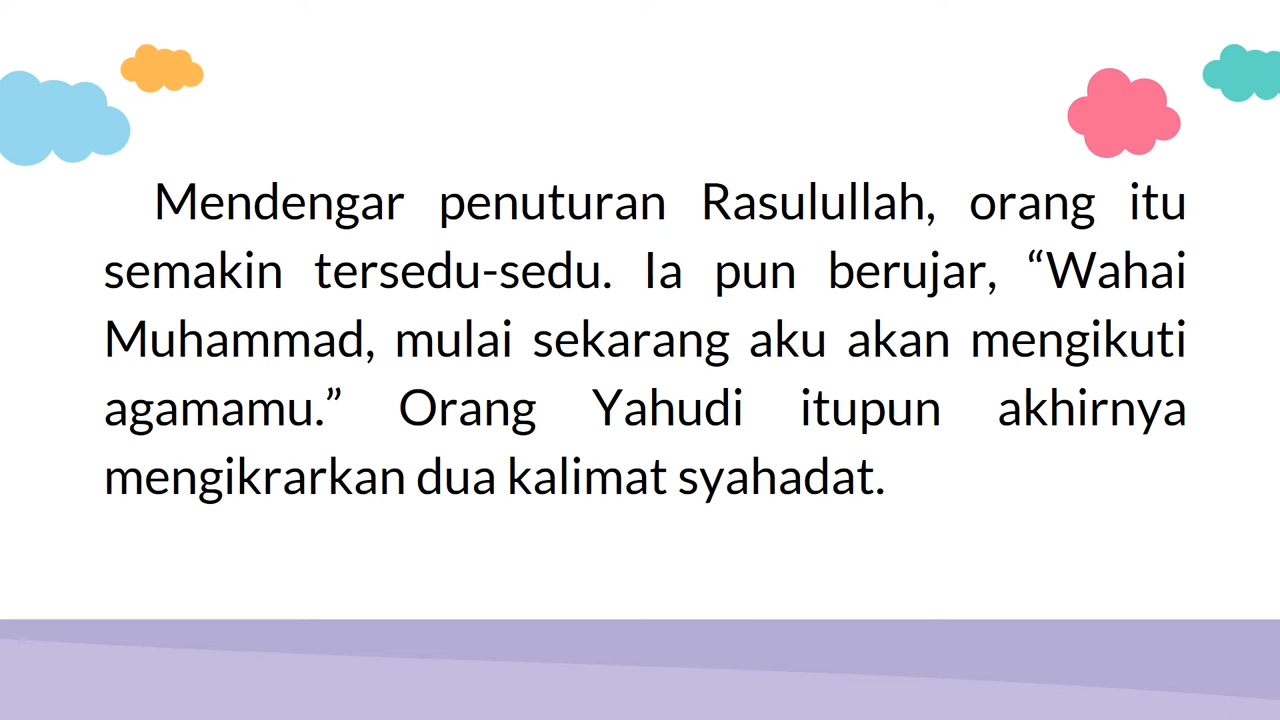 Mendengar penuturan Rasulullah, orang itu
semakin tersedu-sedu. Ia pun berujar, “Wahai
Muhammad, mulai sekarang aku akan mengikuti
agamamu.” Orang Yahudi itupun akhirnya
mengikrarkan dua kalimat syahadat.